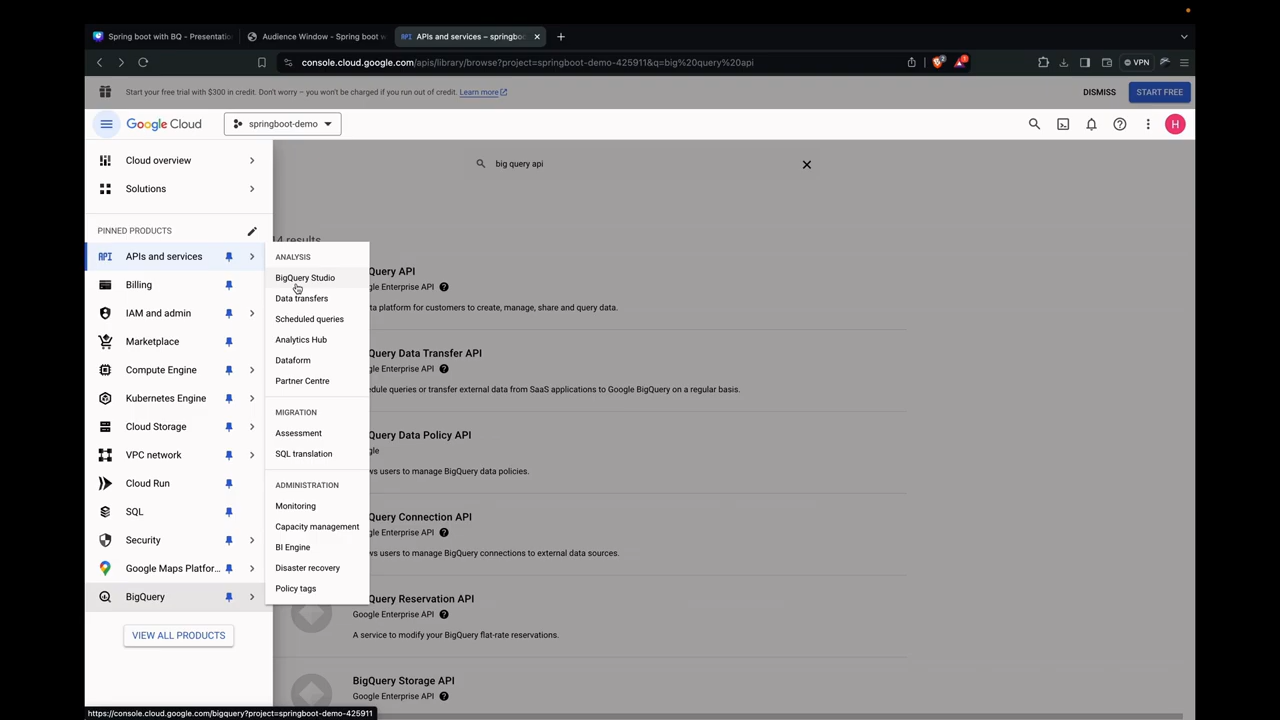 Spring boot with BQ - Presentatio
Audience Window - Spring boot w
API APIs and services – springboo
console.cloud.google.com/apis/library/browse?project=springboot-demo-425911&q=big%20query%20api
VPN
Start your free trial with $300 in credit. Don't worry – you won't be charged if you run out of credit. Learn more
DISMISS
START FREE
Google Cloud
springboot-demo
H
Cloud overview
Solutions
big query api
PINNED PRODUCTS
4 results
API APIs and services
Billing
IAM and admin
Marketplace
Compute Engine
Kubernetes Engine
Cloud Storage
VPC network
Cloud Run
SQL
Security
Google Maps Platfor...
BigQuery
VIEW ALL PRODUCTS
ANALYSIS
BigQuery Studio
Data transfers
Scheduled queries
Analytics Hub
Dataform
Partner Centre
MIGRATION
Assessment
SQL translation
ADMINISTRATION
Monitoring
Capacity management
BI Engine
Disaster recovery
Policy tags
Query API
gle Enterprise API
ta platform for customers to create, manage, share and query data.
Query Data Transfer API
gle Enterprise API
edule queries or transfer external data from SaaS applications to Google BigQuery on a regular basis.
Query Data Policy API
gle
ws users to manage BigQuery data policies.
Query Connection API
gle Enterprise API
ws users to manage BigQuery connections to external data sources.
Query Reservation API
Google Enterprise API
A service to modify your BigQuery flat-rate reservations.
BigQuery Storage API
Google Enterprise API
https://console.cloud.google.com/bigquery?project=springboot-demo-425911